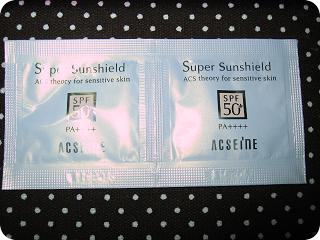 Super Sunshield
ACS theory for sensitive skin
SPF
50+
PA++++
ACSEINE
Super Sunshield
ACS theory for sensitive skin
SPF
50+
PA++++
ACSEINE